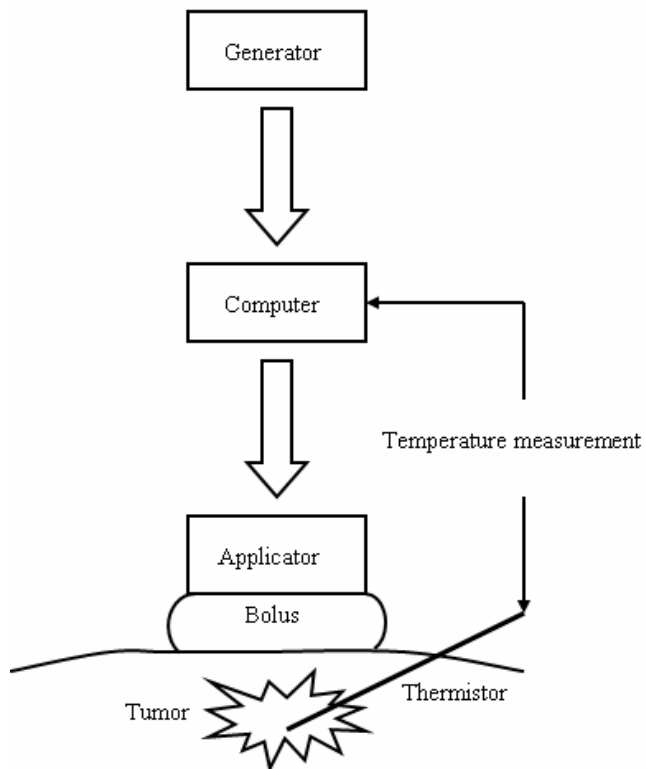 Generator
Computer
Temperature measurement
Applicator
Bolus
Thermistor
Tumor